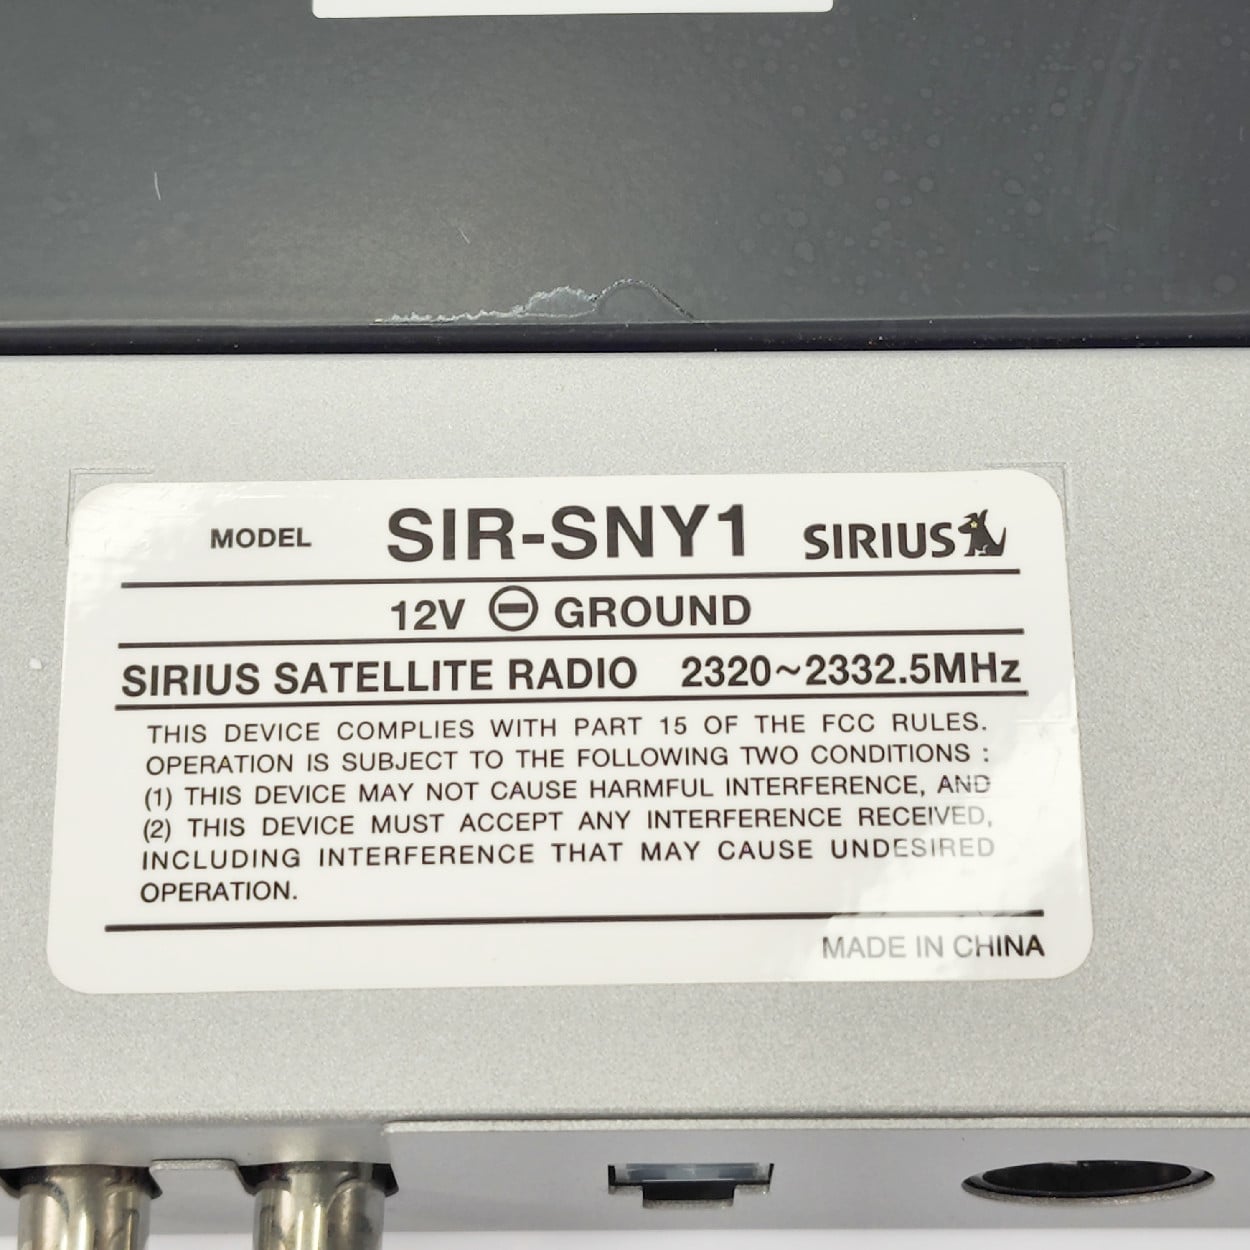 MODEL SIR-SNY1 SIRIUS
12V ⊖ GROUND
SIRIUS SATELLITE RADIO 2320~2332.5MHz
THIS DEVICE COMPLIES WITH PART 15 OF THE FCC RULES.
OPERATION IS SUBJECT TO THE FOLLOWING TWO CONDITIONS :
(1) THIS DEVICE MAY NOT CAUSE HARMFUL INTERFERENCE, AND
(2) THIS DEVICE MUST ACCEPT ANY INTERFERENCE RECEIVED,
INCLUDING INTERFERENCE THAT MAY CAUSE UNDESIRED
OPERATION.
MADE IN CHINA